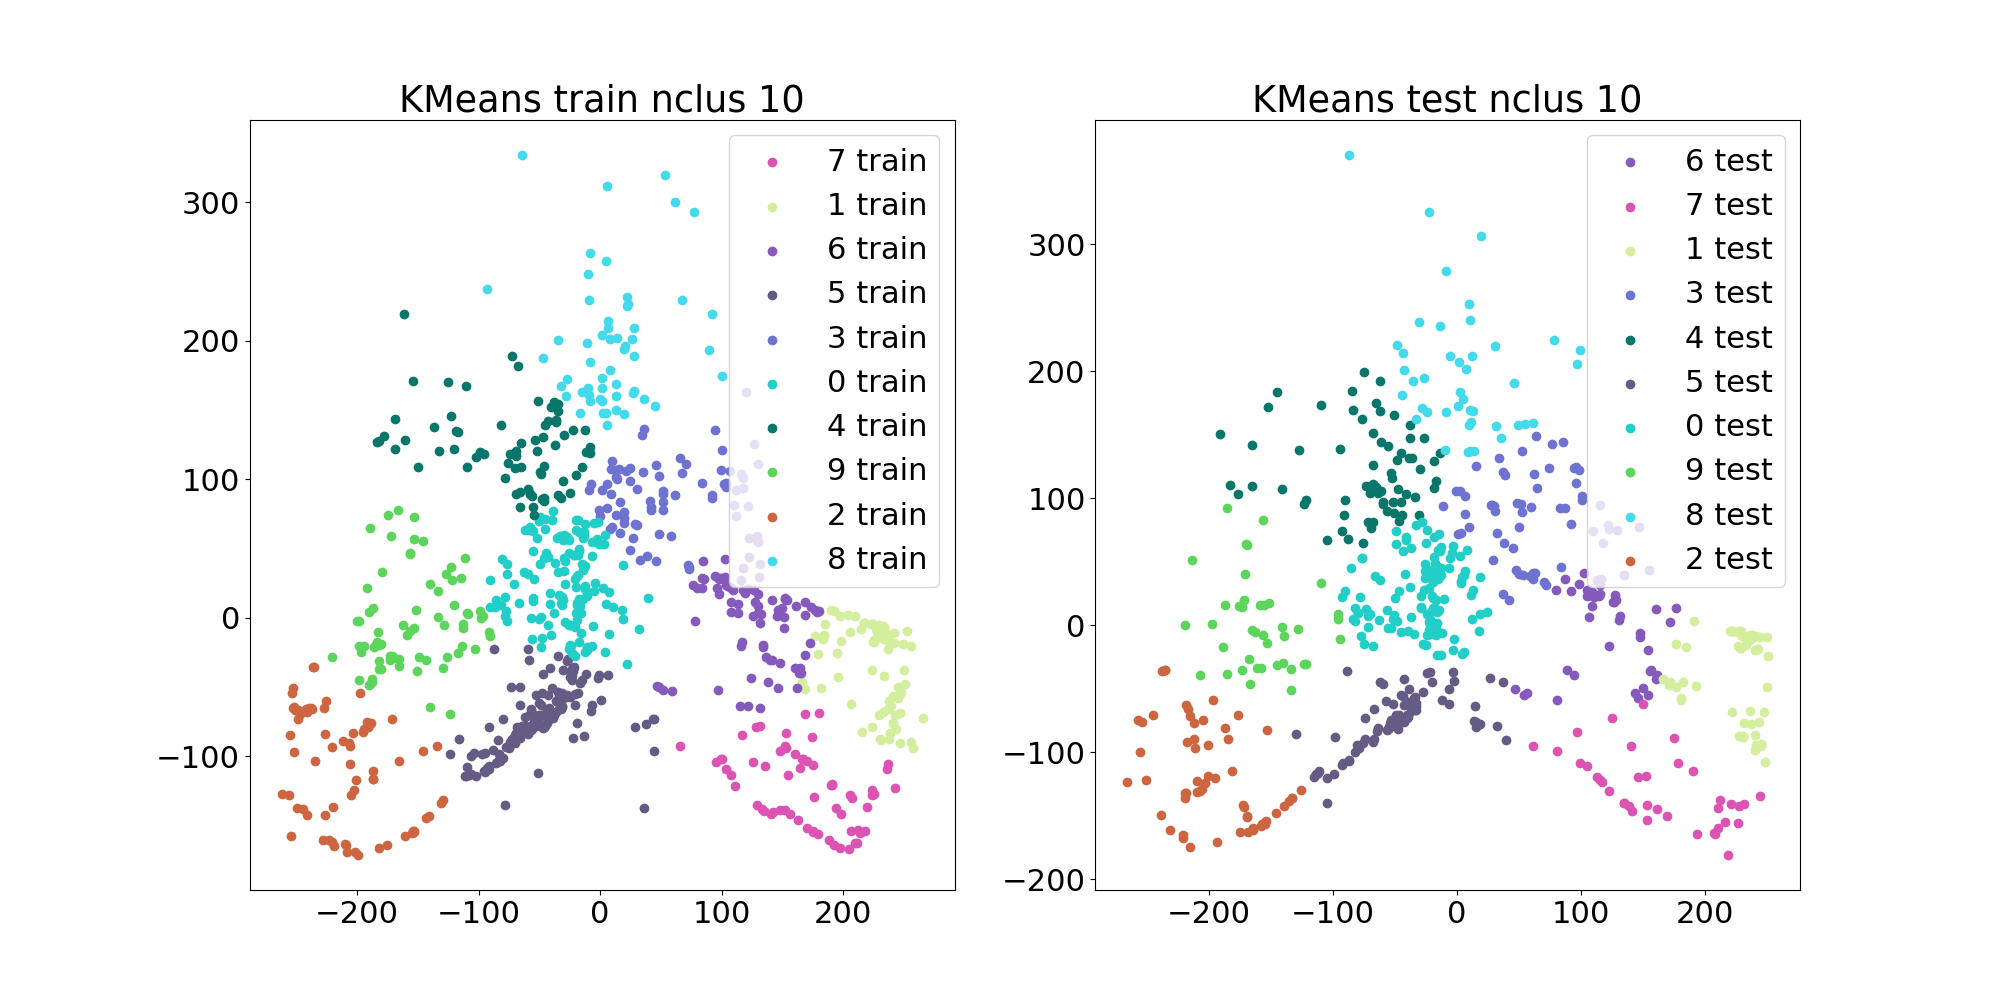 KMeans train nclus 10
300
200
100
0
−100
−200
−100
0
100
200
7 train
1 train
6 train
5 train
3 train
0 train
4 train
9 train
2 train
8 train
KMeans test nclus 10
300
200
100
0
−100
−200
−200
−100
0
100
200
6 test
7 test
1 test
3 test
4 test
5 test
0 test
9 test
8 test
2 test